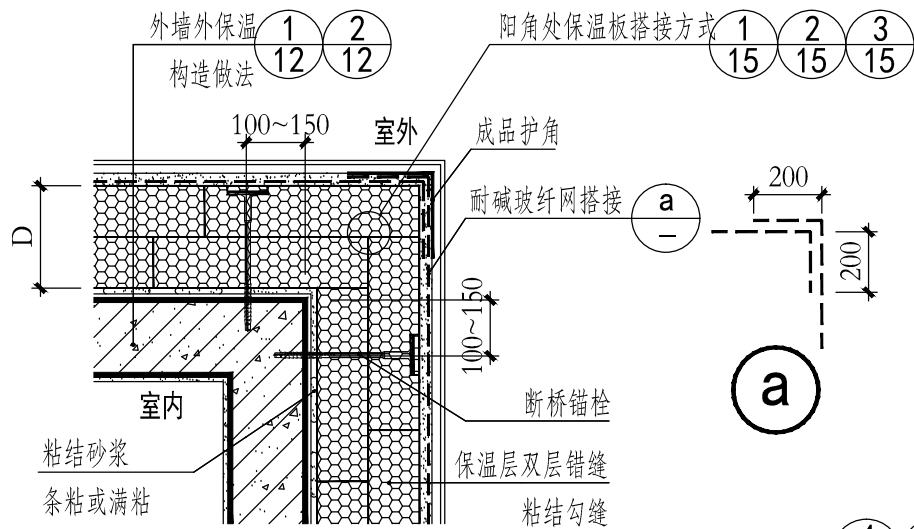 外墙外保温
1
12
2
12
构造做法
阳角处保温板搭接方式
1
15
2
15
3
15
100~150
室外
成品护角
耐碱玻纤网搭接
a
—
200
200
D
100~150
a
室内
断桥锚栓
粘结砂浆
条粘或满粘
保温层双层错缝
粘结勾缝